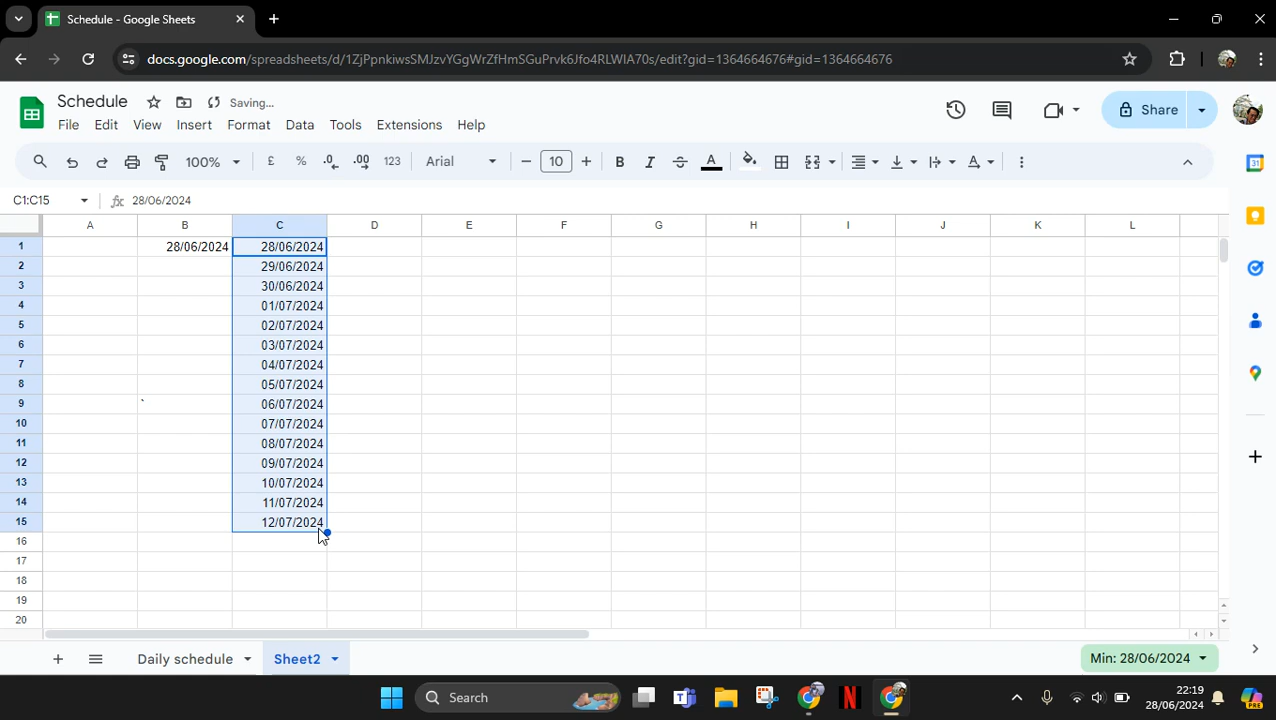 Schedule - Google Sheets
docs.google.com/spreadsheets/d/1ZjPpnkiwsSMJzvYGgWrZfHmSGuPrvk6Jfo4RLWIA70s/edit?gid=1364664676#gid=1364664676
Schedule Saving...
File Edit View Insert Format Data Tools Extensions Help
Share
100% £ % .0 .00 123 Arial 10 B I S A
C1:C15 fx 28/06/2024
A B C D E F G H I J K L
1 28/06/2024 28/06/2024
2 29/06/2024
3 30/06/2024
4 01/07/2024
5 02/07/2024
6 03/07/2024
7 04/07/2024
8 05/07/2024
9 ` 06/07/2024
10 07/07/2024
11 08/07/2024
12 09/07/2024
13 10/07/2024
14 11/07/2024
15 12/07/2024
16
17
18
19
20
Daily schedule Sheet2 Min: 28/06/2024
Search 22:19
28/06/2024